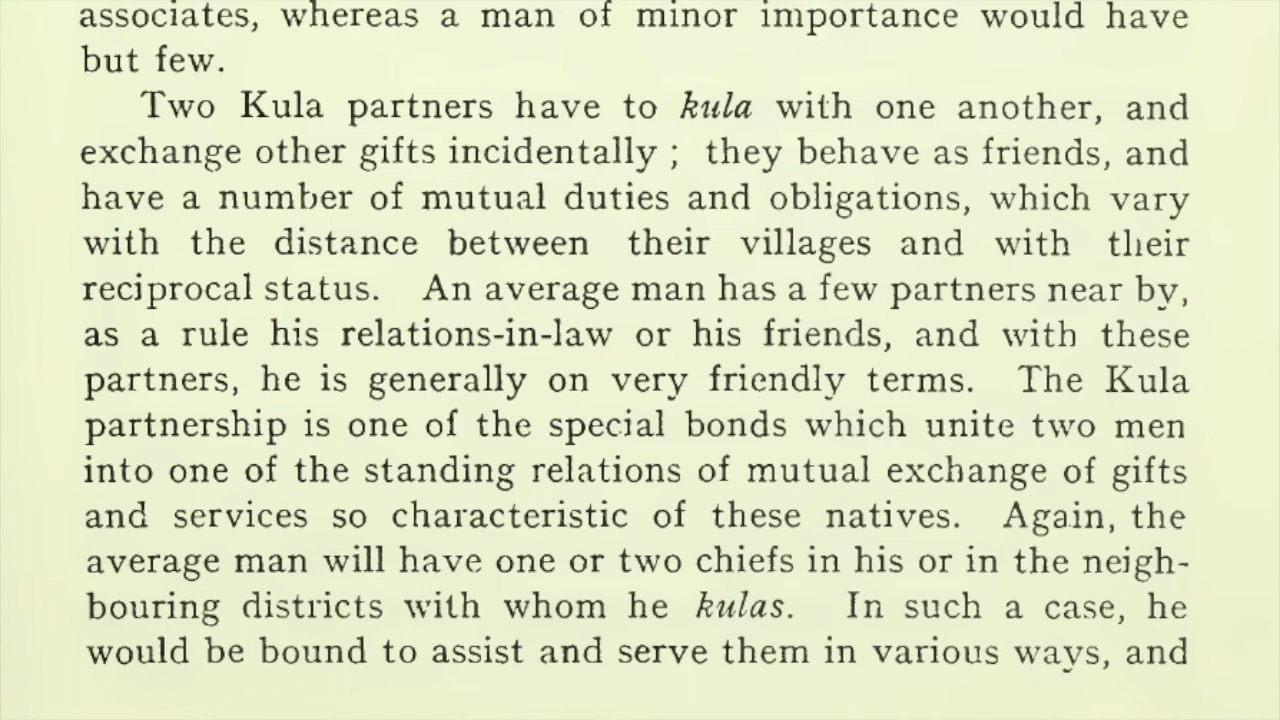 associates, whereas a man of minor importance would have
but few.
Two Kula partners have to kula with one another, and
exchange other gifts incidentally ; they behave as friends, and
have a number of mutual duties and obligations, which vary
with the distance between their villages and with their
reciprocal status. An average man has a few partners near by,
as a rule his relations-in-law or his friends, and with these
partners, he is generally on very friendly terms. The Kula
partnership is one of the special bonds which unite two men
into one of the standing relations of mutual exchange of gifts
and services so characteristic of these natives. Again, the
average man will have one or two chiefs in his or in the neigh-
bouring districts with whom he kulas. In such a case, he
would be bound to assist and serve them in various ways, and